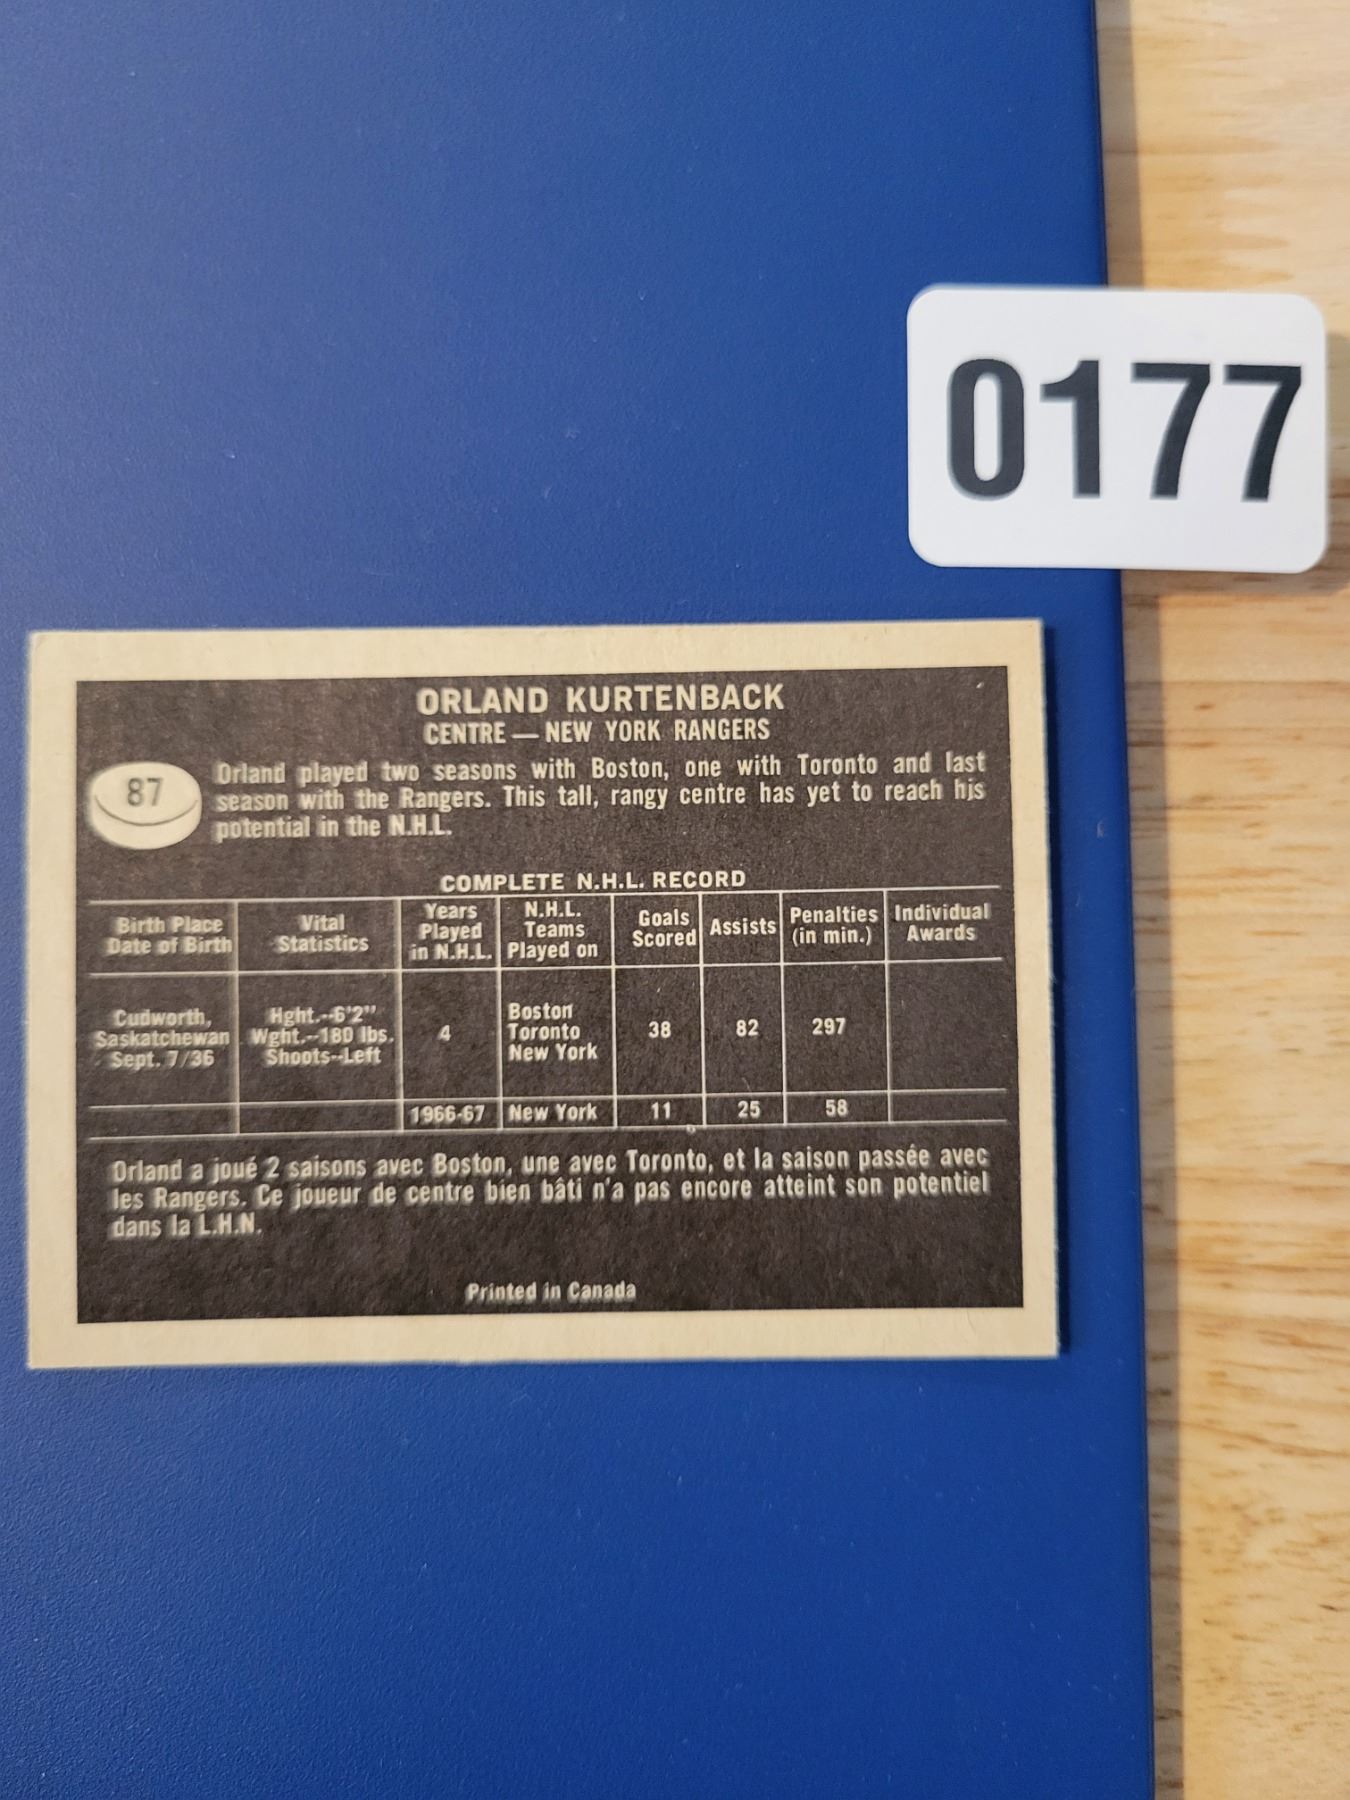 0177
ORLAND KURTENBACK
CENTRE — NEW YORK RANGERS
87
Orland played two seasons with Boston, one with Toronto and last
season with the Rangers. This tall, rangy centre has yet to reach his
potential in the N.H.L.
COMPLETE N.H.L. RECORD
Birth Place
Date of Birth
Vital
Statistics
Years
Played
in N.H.L.
N.H.L.
Teams
Played on
Goals
Scored
Assists
Penalties
(in min.)
Individual
Awards
Cudworth,
Saskatchewan
Sept. 7/36
Hght.--6'2"
Wght.--180 lbs.
Shoots--Left
4
Boston
Toronto
New York
38
82
297
1966-67
New York
11
25
58
Orland a joué 2 saisons avec Boston, une avec Toronto, et la saison passée avec
les Rangers. Ce joueur de centre bien bâti n'a pas encore atteint son potentiel
dans la L.H.N.
Printed in Canada